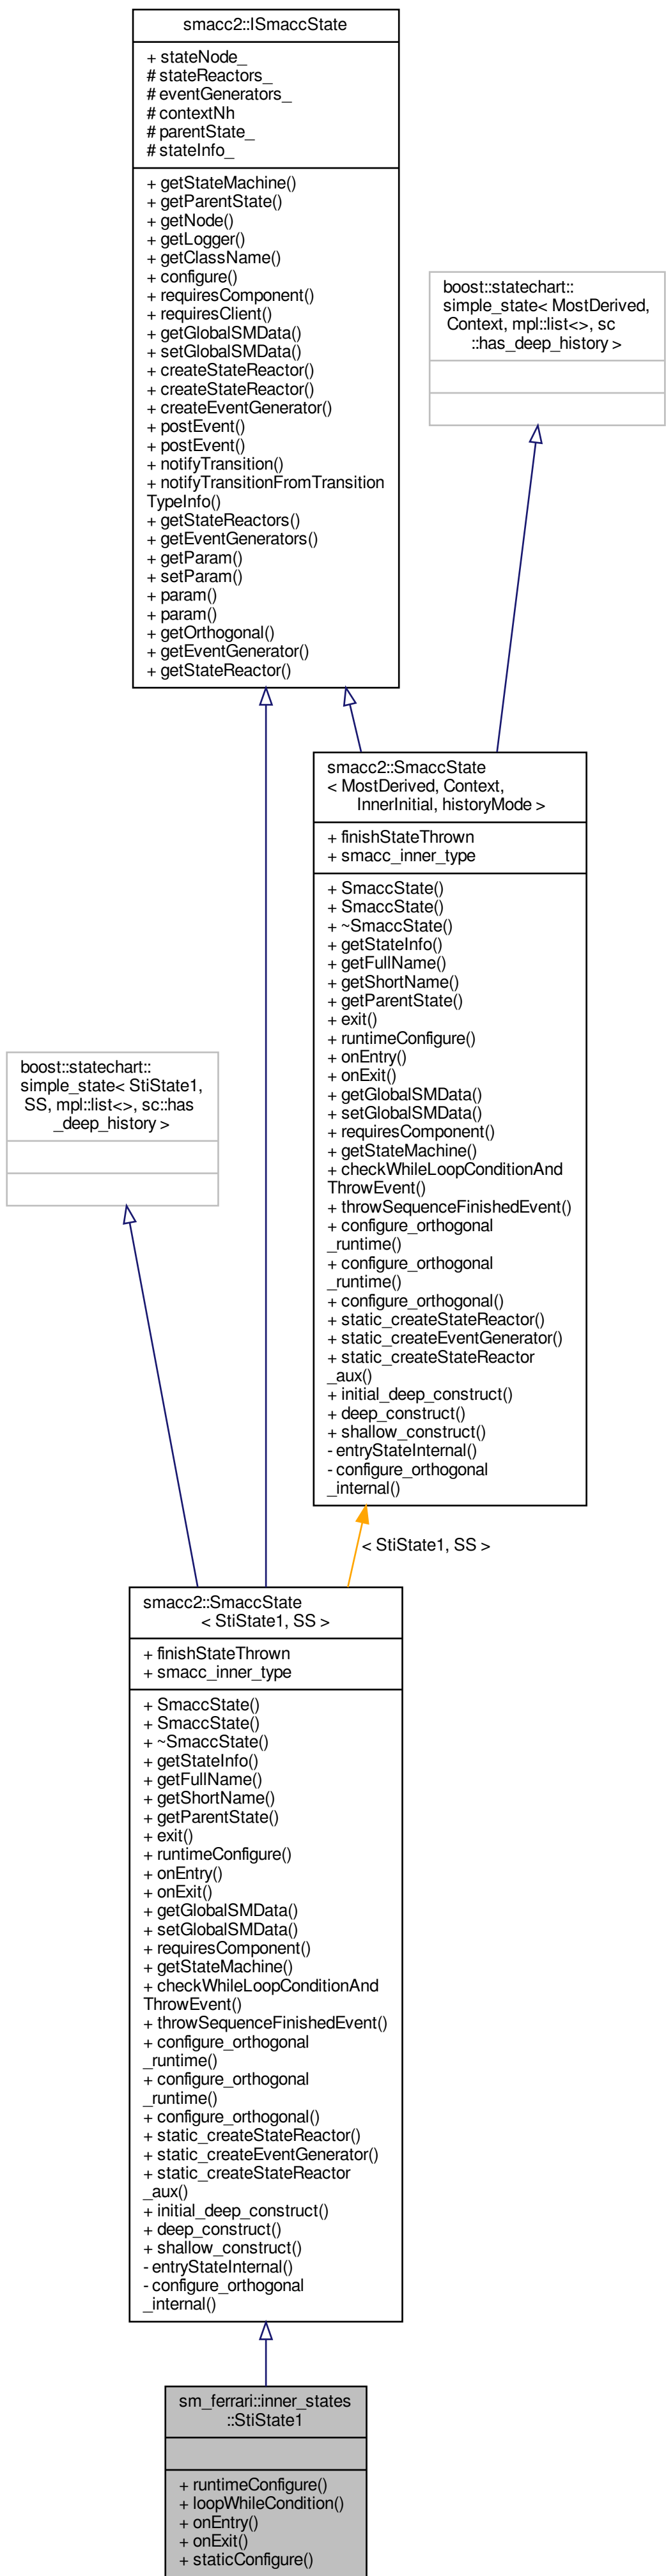 smacc2::ISmaccState
+ stateNode_
# stateReactors_
# eventGenerators_
# contextNh
# parentState_
# stateInfo_
+ getStateMachine()
+ getParentState()
+ getNode()
+ getLogger()
+ getClassName()
+ configure()
+ requiresComponent()
+ requiresClient()
+ getGlobalSMData()
+ setGlobalSMData()
+ createStateReactor()
+ createStateReactor()
+ createEventGenerator()
+ postEvent()
+ postEvent()
+ notifyTransition()
+ notifyTransitionFromTransition
TypeInfo()
+ getStateReactors()
+ getEventGenerators()
+ getParam()
+ setParam()
+ param()
+ param()
+ getOrthogonal()
+ getEventGenerator()
+ getStateReactor()
boost::statechart::
simple_state< MostDerived,
Context, mpl::list<>, sc
::has_deep_history >
smacc2::SmaccState
< MostDerived, Context,
InnerInitial, historyMode >
+ finishStateThrown
+ smacc_inner_type
+ SmaccState()
+ SmaccState()
+ ~SmaccState()
+ getStateInfo()
+ getFullName()
+ getShortName()
+ getParentState()
+ exit()
+ runtimeConfigure()
+ onEntry()
+ onExit()
+ getGlobalSMData()
+ setGlobalSMData()
+ requiresComponent()
+ getStateMachine()
+ checkWhileLoopConditionAnd
ThrowEvent()
+ throwSequenceFinishedEvent()
+ configure_orthogonal
_runtime()
+ configure_orthogonal
_runtime()
+ configure_orthogonal()
+ static_createStateReactor()
+ static_createEventGenerator()
+ static_createStateReactor
_aux()
+ initial_deep_construct()
+ deep_construct()
+ shallow_construct()
- entryStateInternal()
- configure_orthogonal
_internal()
boost::statechart::
simple_state< StiState1,
SS, mpl::list<>, sc::has
_deep_history >
< StiState1, SS >
smacc2::SmaccState
< StiState1, SS >
+ finishStateThrown
+ smacc_inner_type
+ SmaccState()
+ SmaccState()
+ ~SmaccState()
+ getStateInfo()
+ getFullName()
+ getShortName()
+ getParentState()
+ exit()
+ runtimeConfigure()
+ onEntry()
+ onExit()
+ getGlobalSMData()
+ setGlobalSMData()
+ requiresComponent()
+ getStateMachine()
+ checkWhileLoopConditionAnd
ThrowEvent()
+ throwSequenceFinishedEvent()
+ configure_orthogonal
_runtime()
+ configure_orthogonal
_runtime()
+ configure_orthogonal()
+ static_createStateReactor()
+ static_createEventGenerator()
+ static_createStateReactor
_aux()
+ initial_deep_construct()
+ deep_construct()
+ shallow_construct()
- entryStateInternal()
- configure_orthogonal
_internal()
sm_ferrari::inner_states
::StiState1
+ runtimeConfigure()
+ loopWhileCondition()
+ onEntry()
+ onExit()
+ staticConfigure()